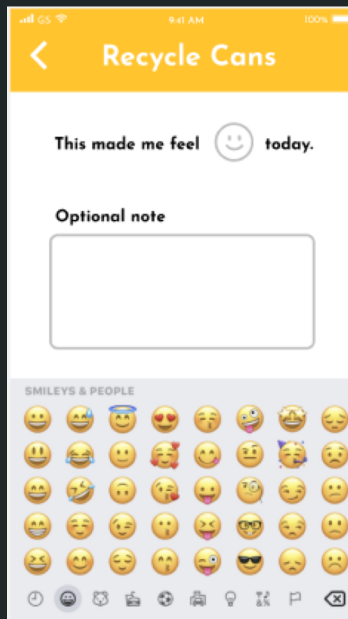 GS 9:41 AM 100%
Recycle Cans
This made me feel today.
Optional note
SMILEYS & PEOPLE